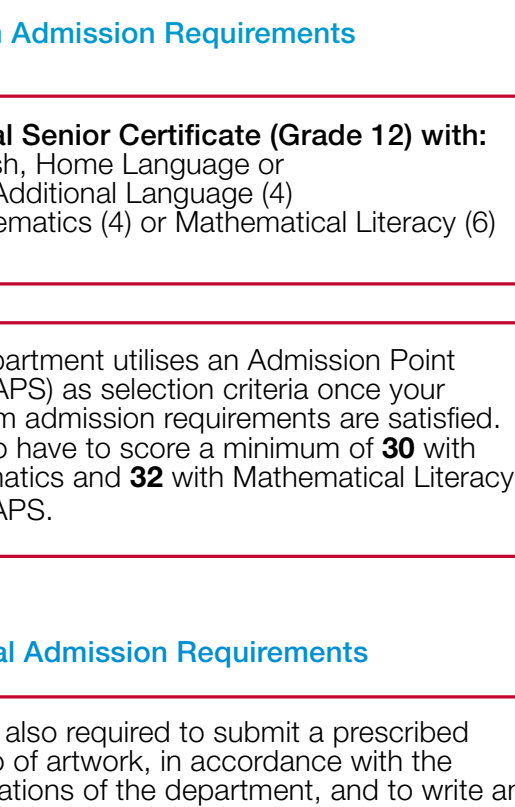 n Admission Requirements
al Senior Certificate (Grade 12) with:
sh, Home Language or
Additional Language (4)
ematics (4) or Mathematical Literacy (6)
partment utilises an Admission Point
APS) as selection criteria once your
m admission requirements are satisfied.
o have to score a minimum of 30 with
natics and 32 with Mathematical Literacy
APS.
al Admission Requirements
also required to submit a prescribed
o of artwork, in accordance with the
ations of the department, and to write an